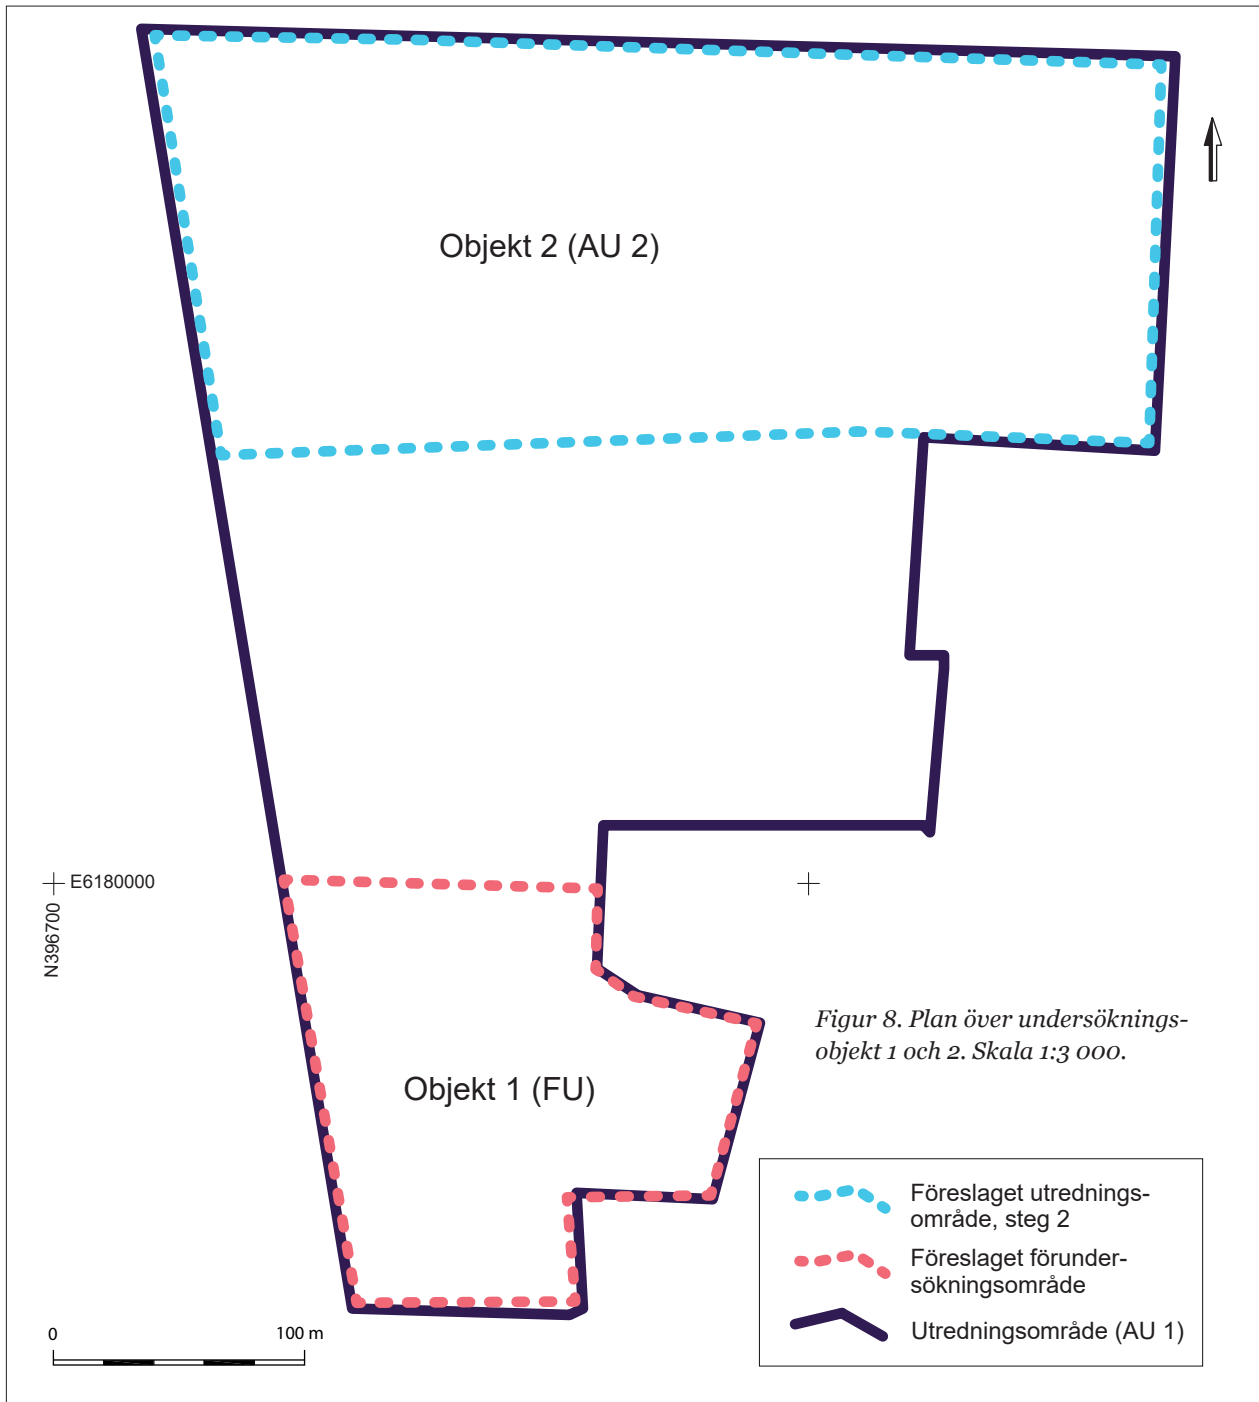 Objekt 2 (AU 2)
E6180000
N396700
Figur 8. Plan över undersöknings-
objekt 1 och 2. Skala 1:3 000.
Objekt 1 (FU)
Föreslaget utrednings-
område, steg 2
Föreslaget förunder-
sökningsområde
Utredningsområde (AU 1)
0 100 m